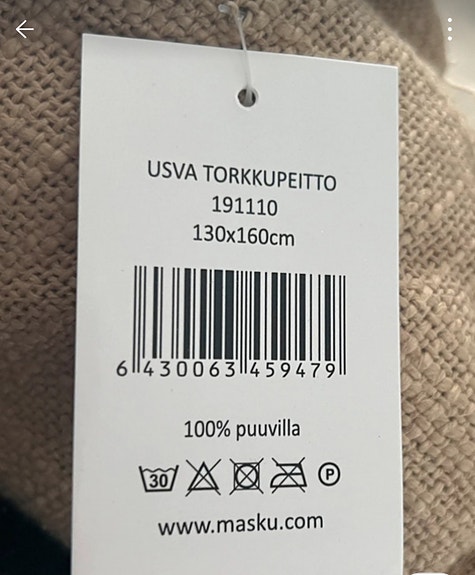 USVA TORKKUPEITTO
191110
130x160cm
6 430063 459479
100% puuvilla
30 P
www.masku.com